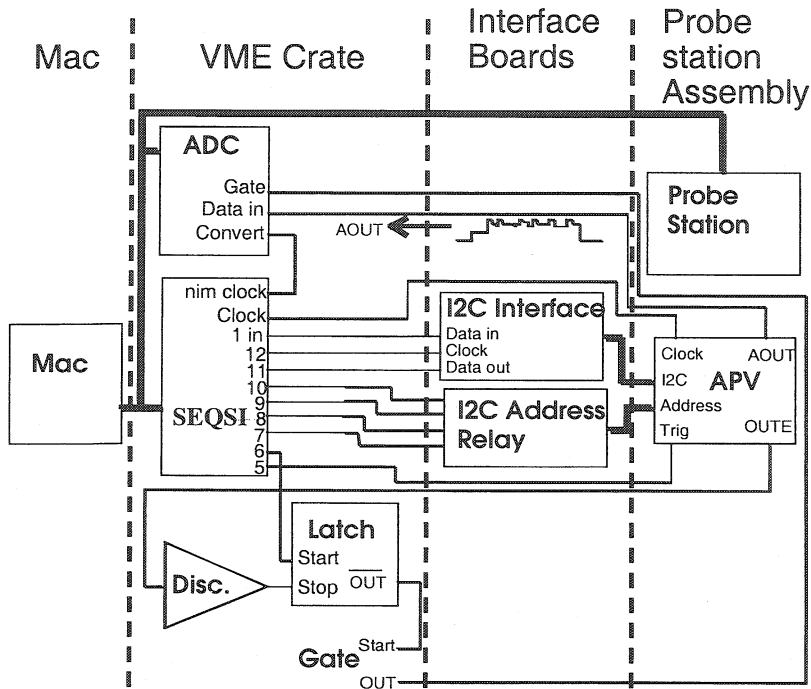 Mac
VME Crate
Interface
Boards
Probe
station
Assembly
ADC
Gate
Data in
Convert
AOUT
Probe
Station
nim clock
Clock
1 in
12
11
10
9
8
7
6
5
SEQSI
Mac
I2C Interface
Data in
Clock
Data out
I2C Address
Relay
Clock
AOUT
I2C
APV
Address
Trig
OUTE
Latch
Start
Stop
OUT
Disc.
Gate
Start
OUT